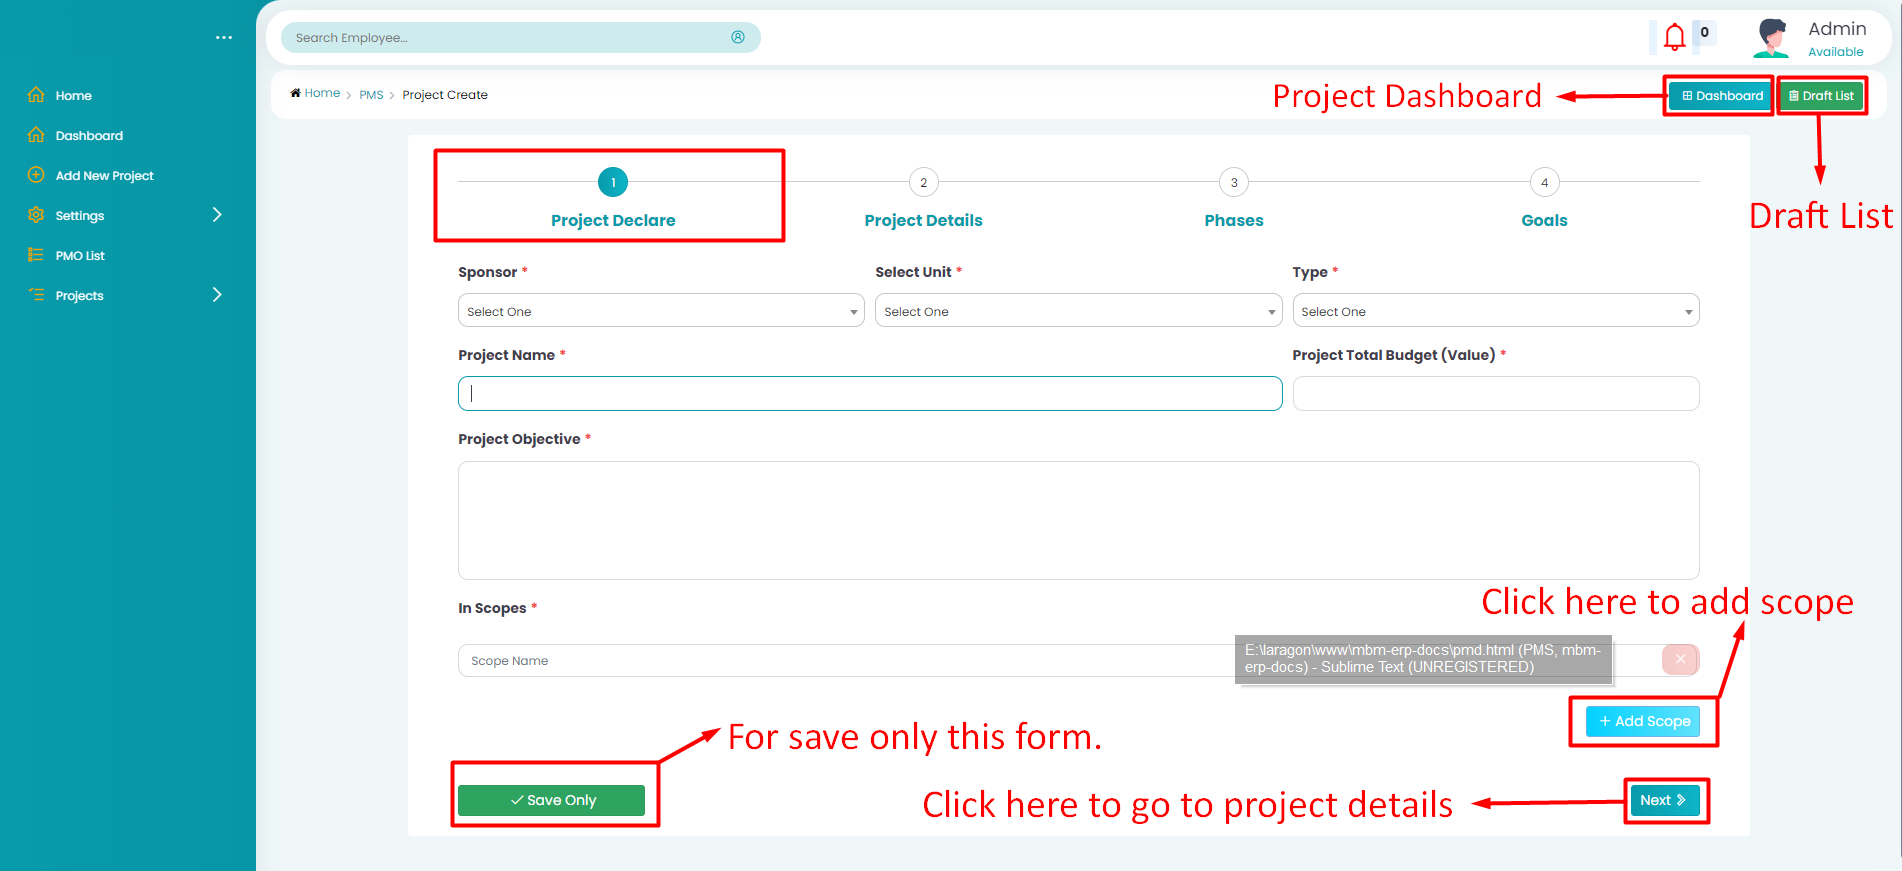 Search Employee...
0
Admin
Available
Home
Dashboard
Add New Project
Settings
PMO List
Projects
Home > PMS > Project Create
Project Dashboard
Dashboard
Draft List
Draft List
1
2
3
4
Project Declare
Project Details
Phases
Goals
Sponsor *
Select Unit *
Type *
Select One
Select One
Select One
Project Name *
Project Total Budget (Value) *
Project Objective *
Click here to add scope
In Scopes *
Scope Name
E:\laragon\www\mbm-erp-docs\pmd.html (PMS, mbm-
erp-docs) - Sublime Text (UNREGISTERED)
+ Add Scope
For save only this form.
Save Only
Click here to go to project details
Next